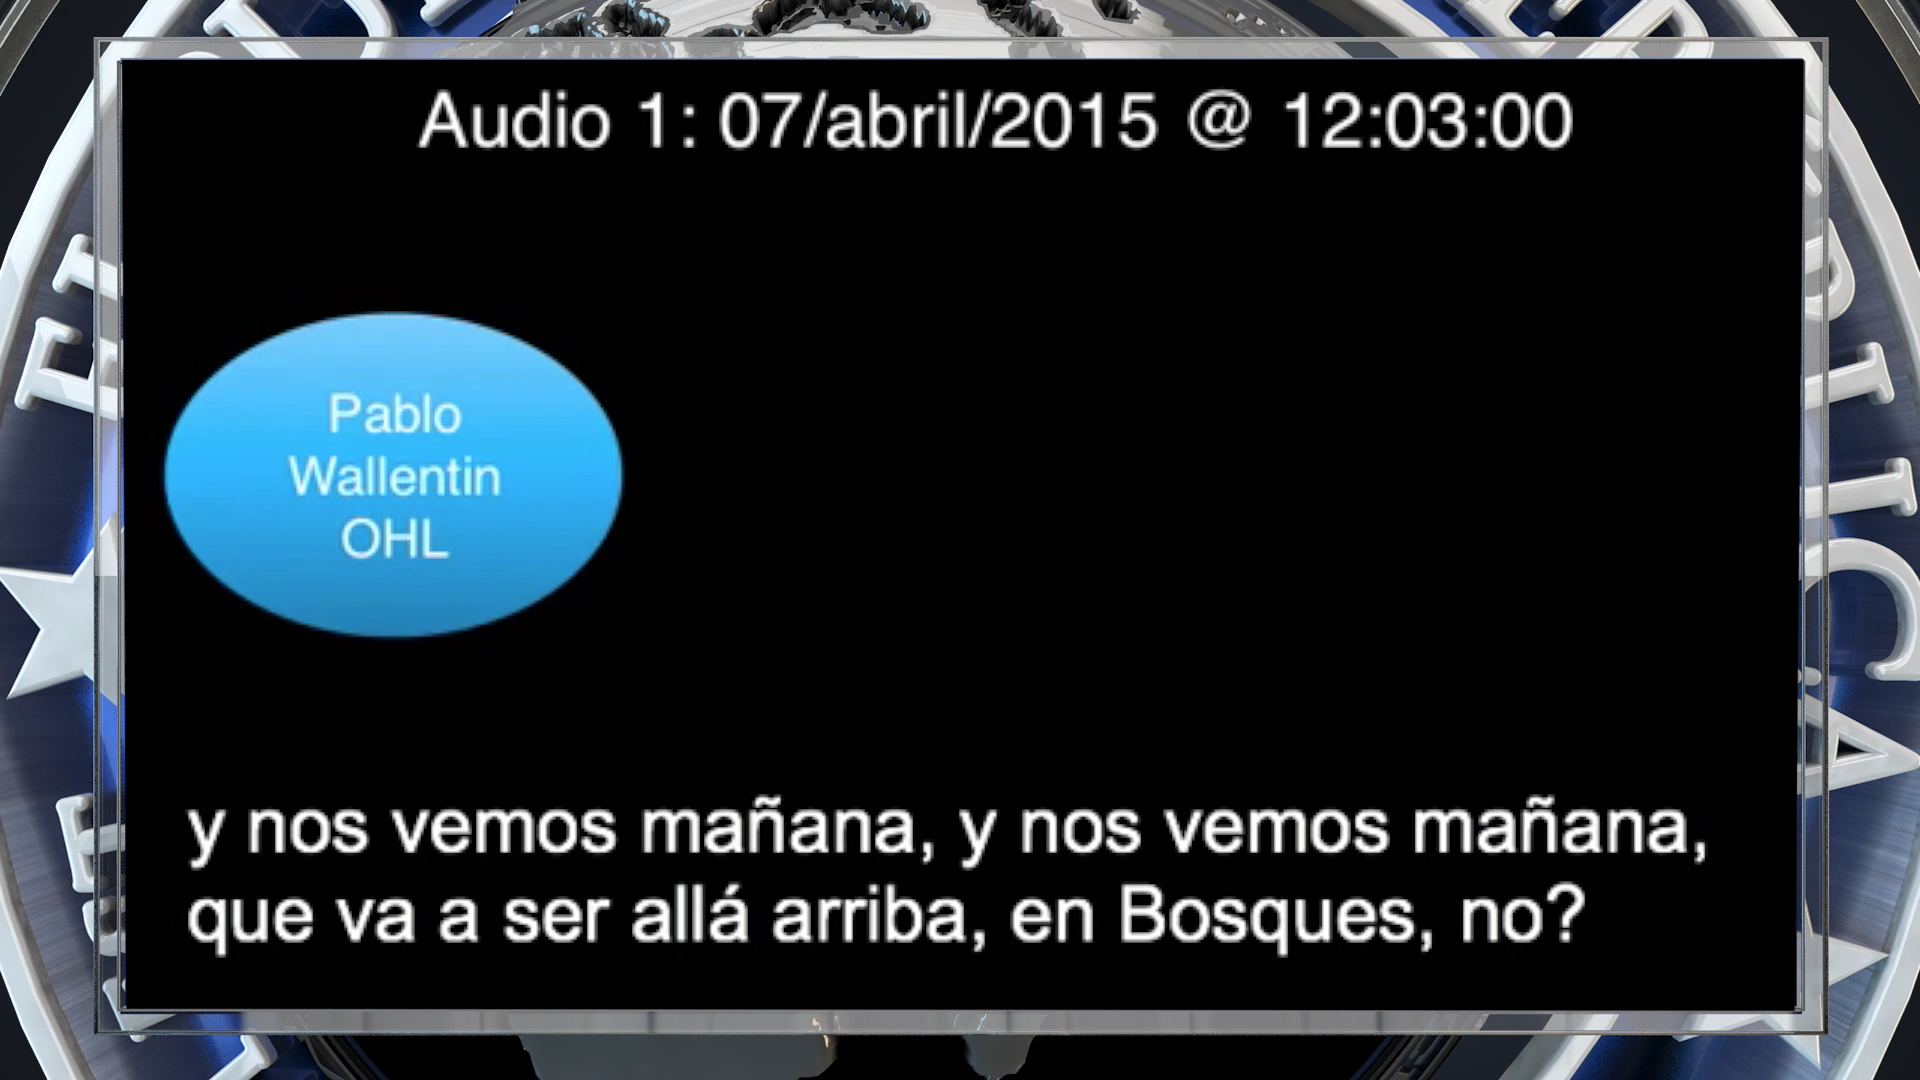 Audio 1: 07/abril/2015 @ 12:03:00
Pablo
Wallentin
OHL
y nos vemos mañana, y nos vemos mañana,
que va a ser allá arriba, en Bosques, no?